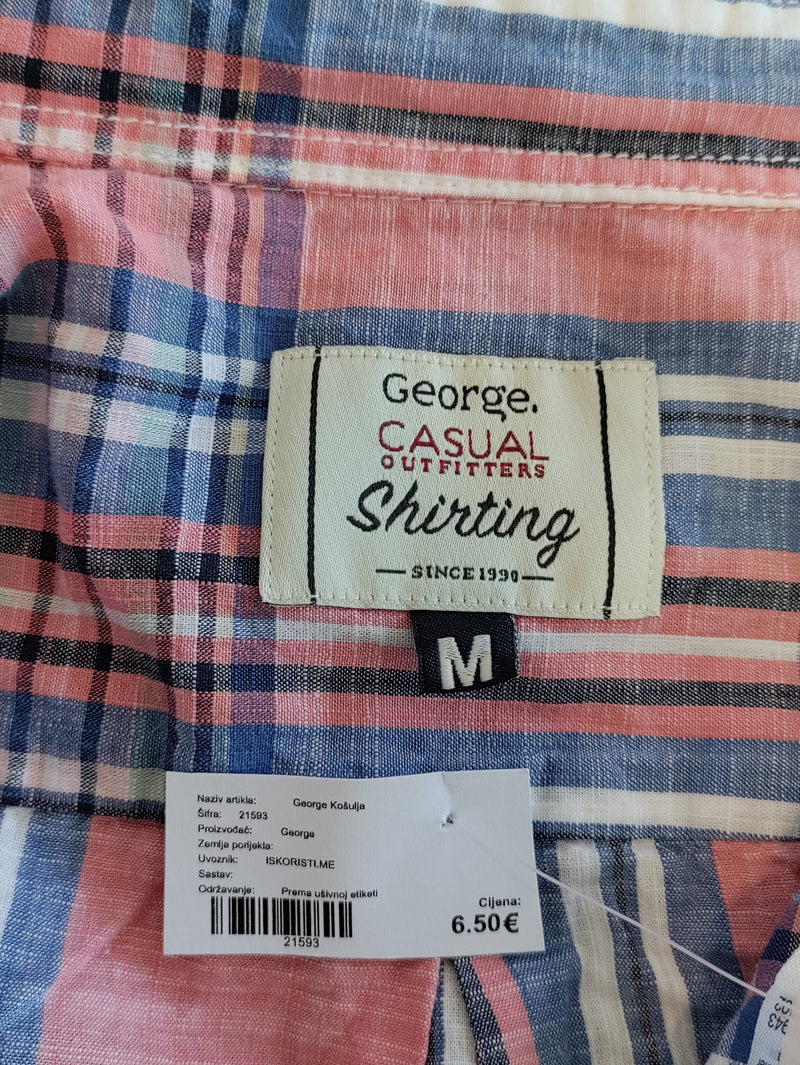 George.
CASUAL
OUTFITTERS
Shirting
SINCE 1990
M
Naziv artikla: George Košulja
Šifra: 21593
Proizvođač: George
Zemlja porijekla:
Uvoznik: ISKORISTI.ME
Sastav:
Održavanje: Prema ušivnoj etiketi
Cijena:
6.50€
21593